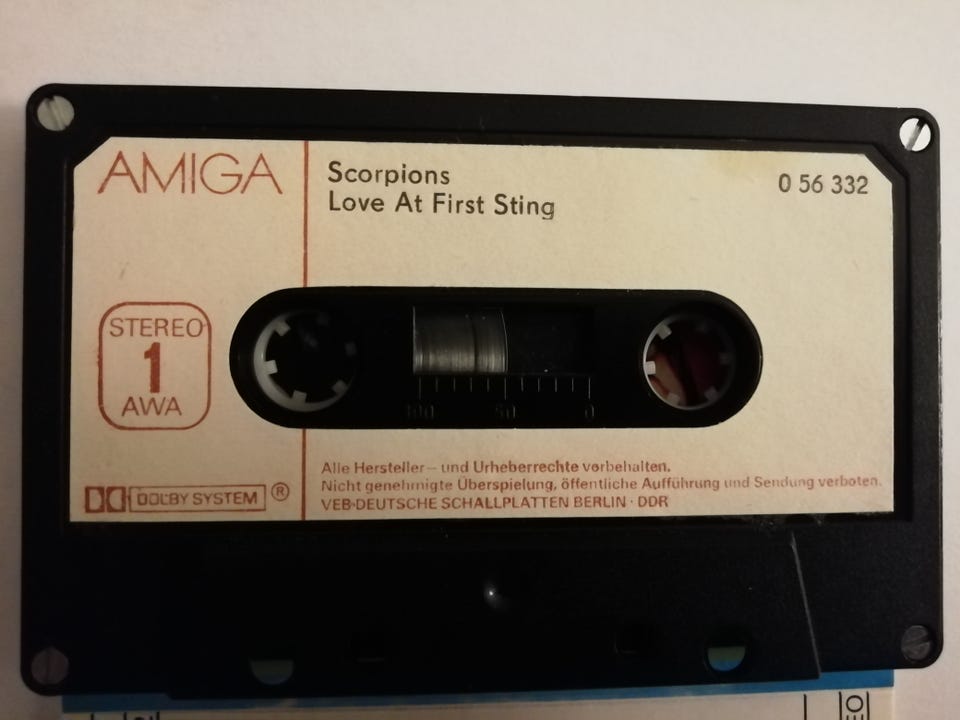 AMIGA
Scorpions
Love At First Sting
0 56 332
STEREO
1
AWA
100 50 0
DOLBY SYSTEM ®
Alle Hersteller – und Urheberrechte vorbehalten.
Nicht genehmigte Überspielung, öffentliche Aufführung und Sendung verboten.
VEB·DEUTSCHE SCHALLPLATTEN BERLIN · DDR